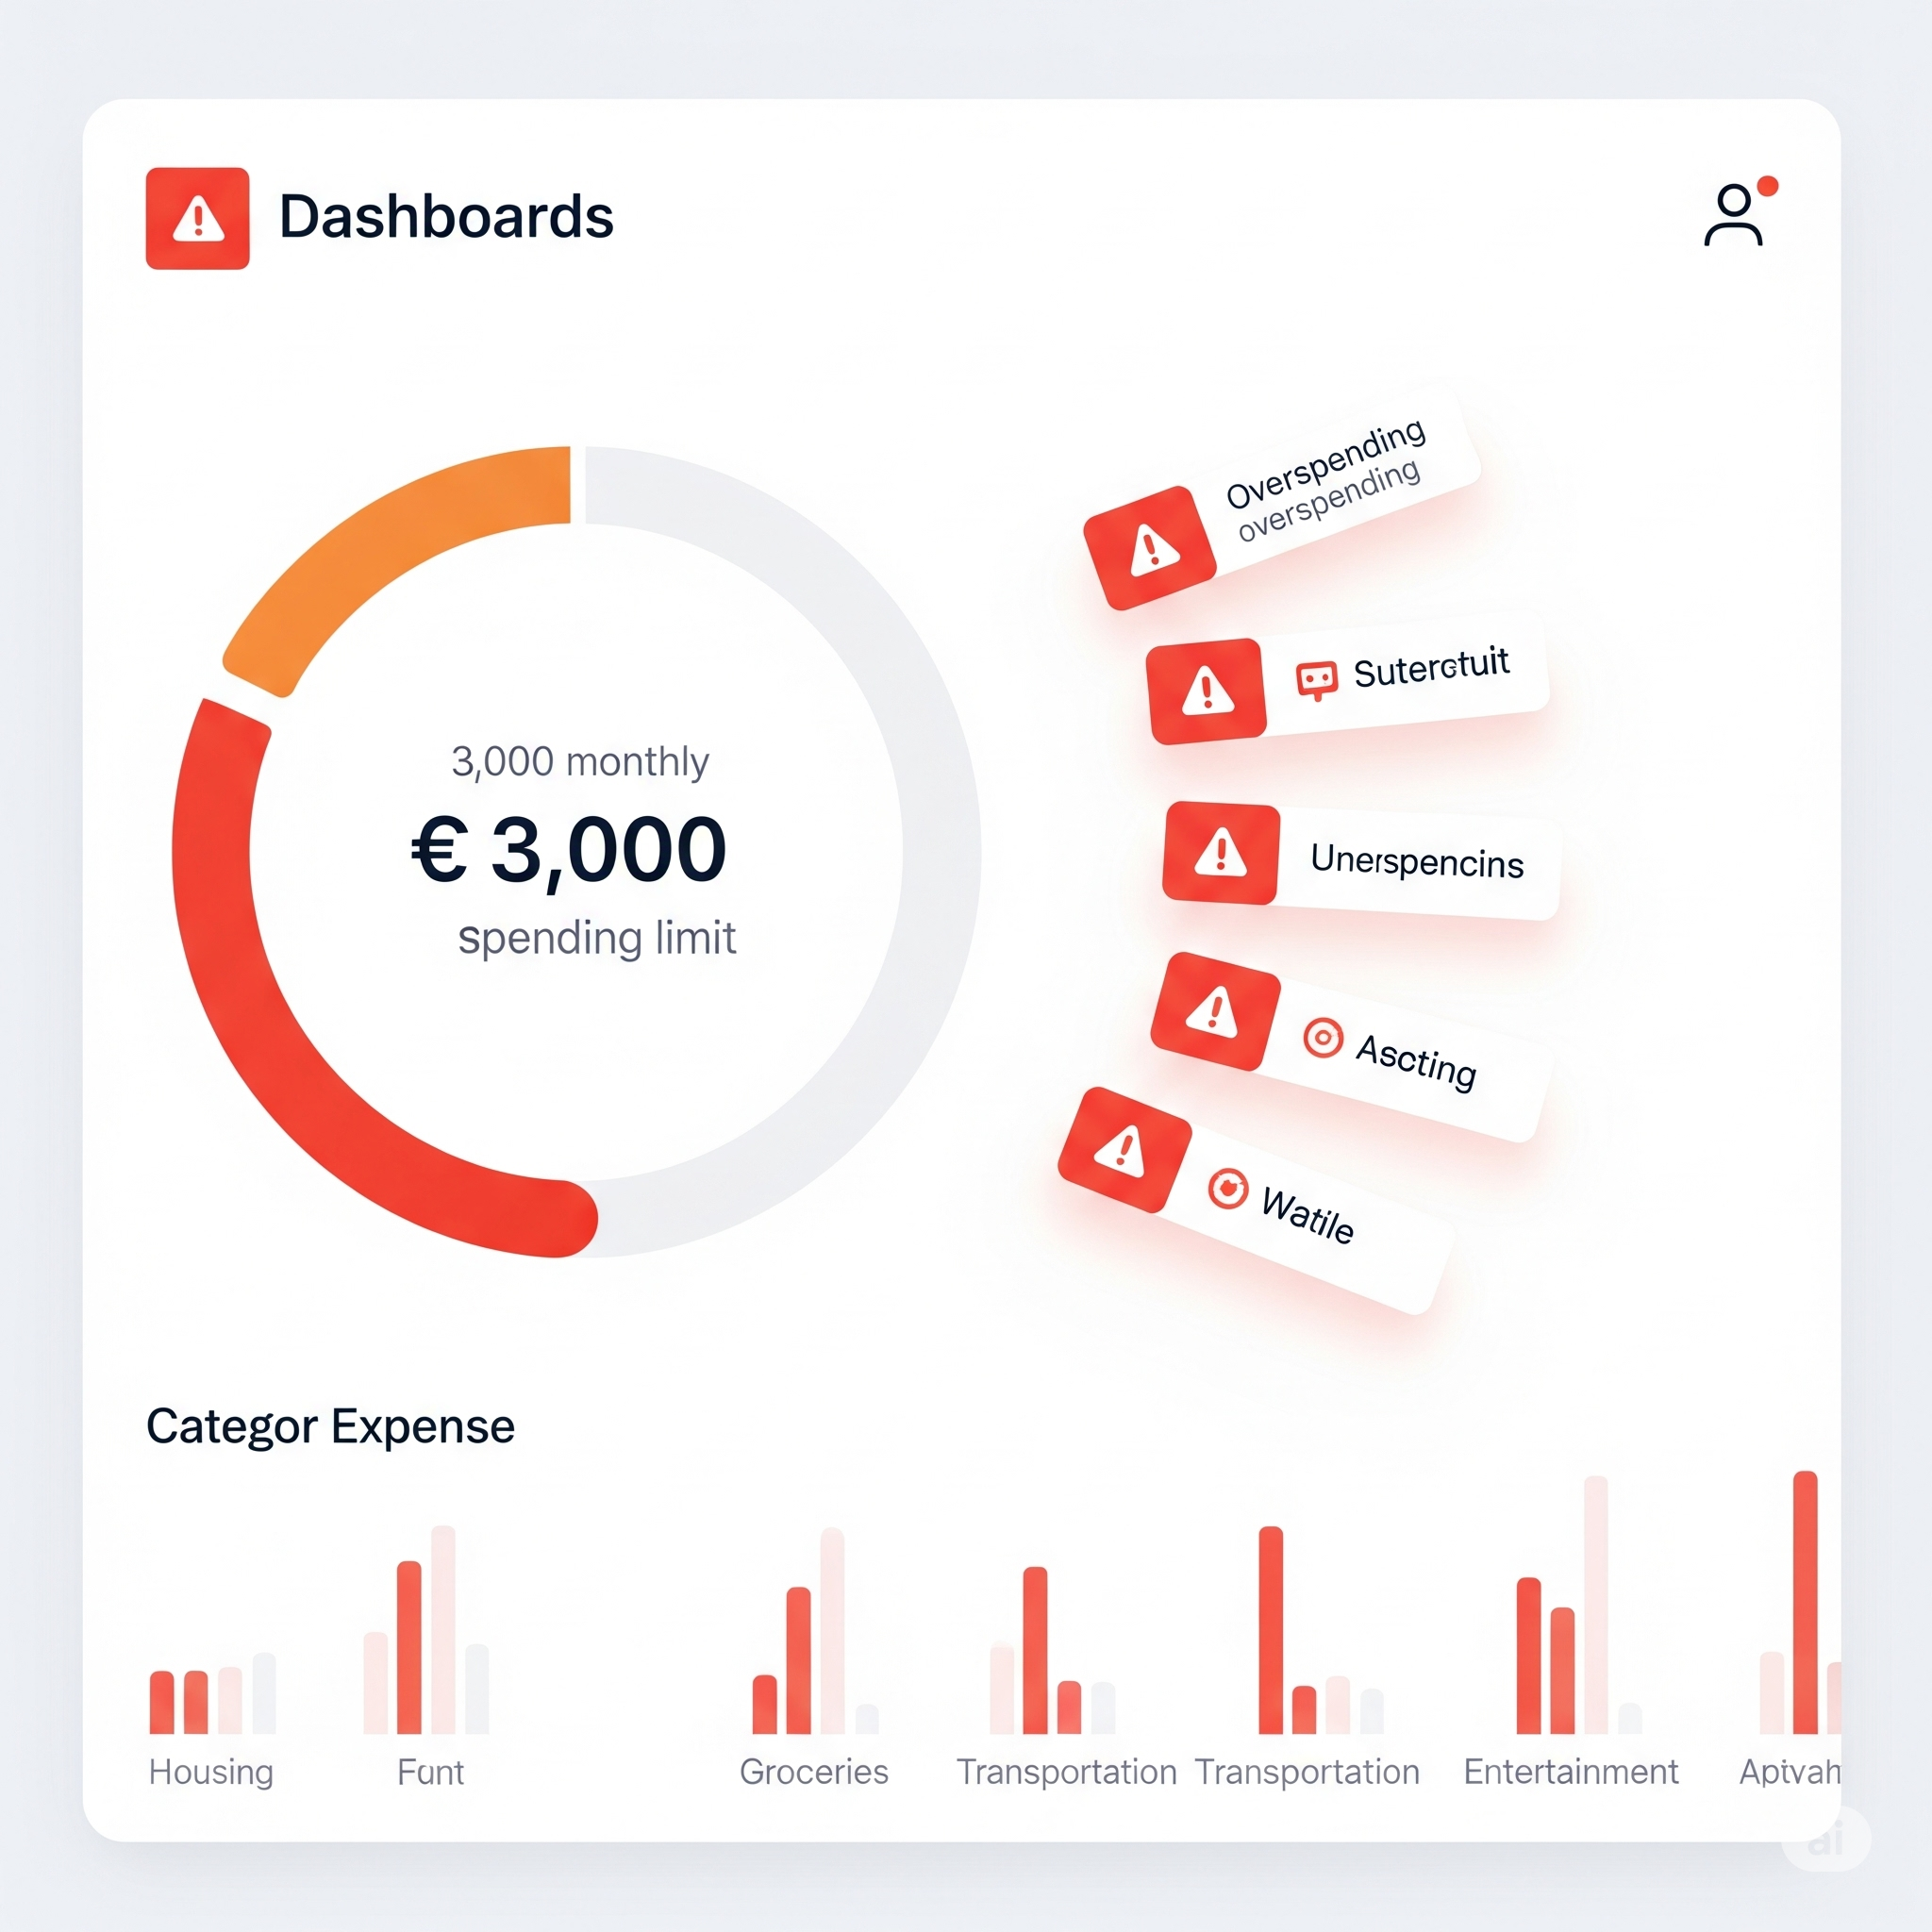 Dashboards
3,000 monthly
€ 3,000
spending limit
Overspending
overspending
Suterctuit
Unerspencins
Ascting
Watile
Categor Expense
Housing
Funt
Groceries
Transportation
Transportation
Entertainment
Aptvah
ai